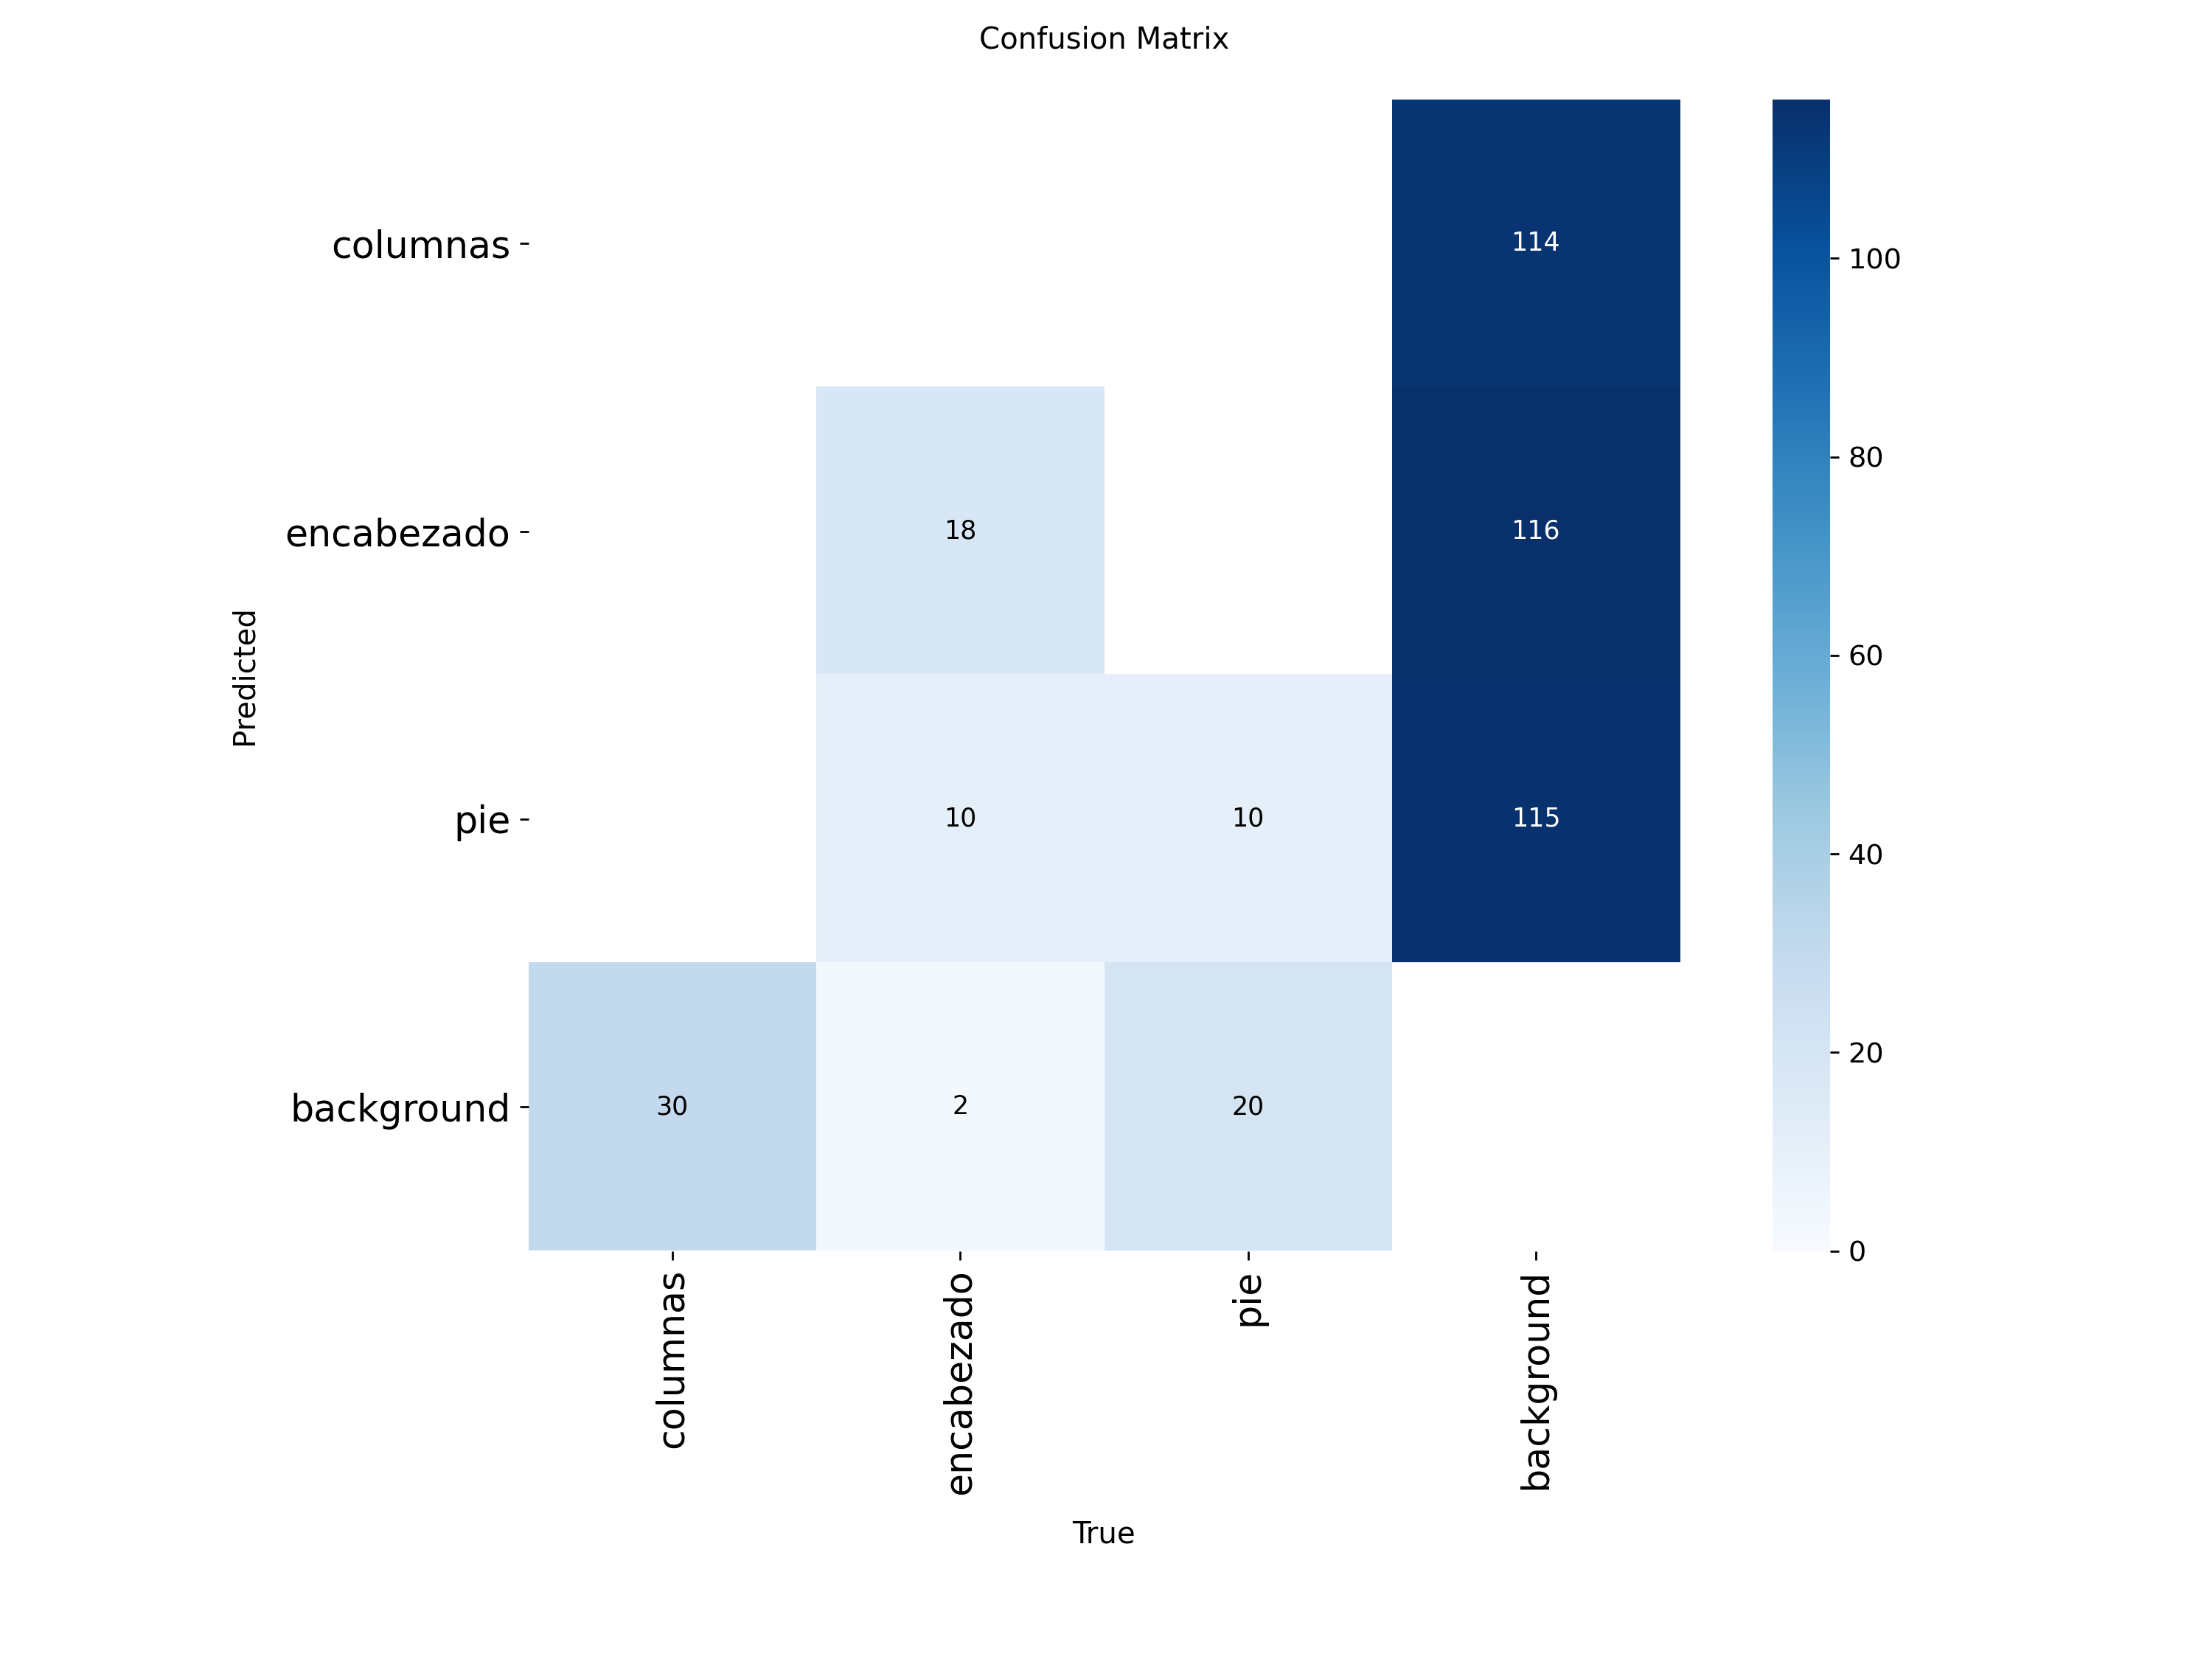 Confusion Matrix
columnas
114
100
encabezado
18
116
80
60
Predicted
pie
10
10
115
40
background
30
2
20
20
0
columnas
encabezado
pie
background
True